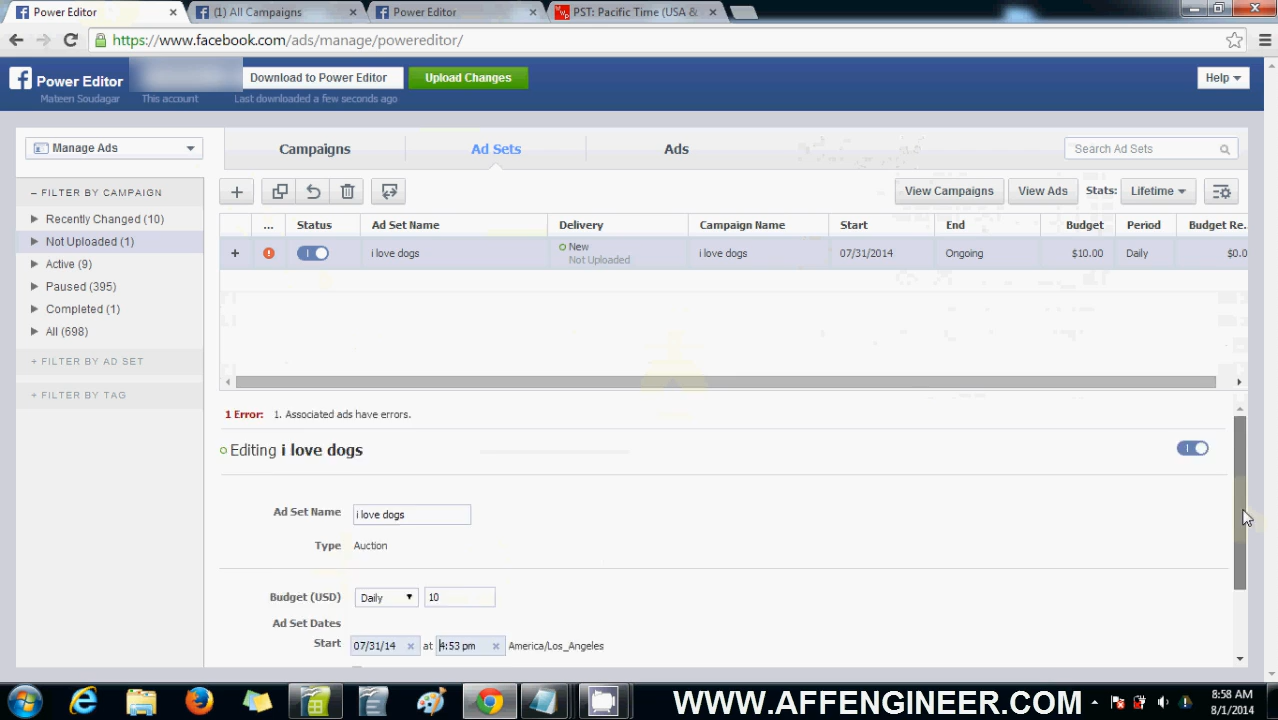 Power Editor
(1) All Campaigns
Power Editor
PST: Pacific Time (USA &
https://www.facebook.com/ads/manage/powereditor/
Power Editor
Download to Power Editor
Upload Changes
Help
Mateen Soudagar
This account
Last downloaded a few seconds ago
Manage Ads
Campaigns
Ad Sets
Ads
Search Ad Sets
– FILTER BY CAMPAIGN
Recently Changed (10)
Not Uploaded (1)
Active (9)
Paused (395)
Completed (1)
All (698)
+ FILTER BY AD SET
+ FILTER BY TAG
View Campaigns
View Ads
Stats:
Lifetime
... Status Ad Set Name Delivery Campaign Name Start End Budget Period Budget Re...
i love dogs New i love dogs 07/31/2014 Ongoing $10.00 Daily $0.0
Not Uploaded
1 Error: 1. Associated ads have errors.
Editing i love dogs
Ad Set Name i love dogs
Type Auction
Budget (USD) Daily 10
Ad Set Dates
Start 07/31/14 at 4:53 pm America/Los_Angeles
WWW.AFFENGINEER.COM
8:58 AM
8/1/2014